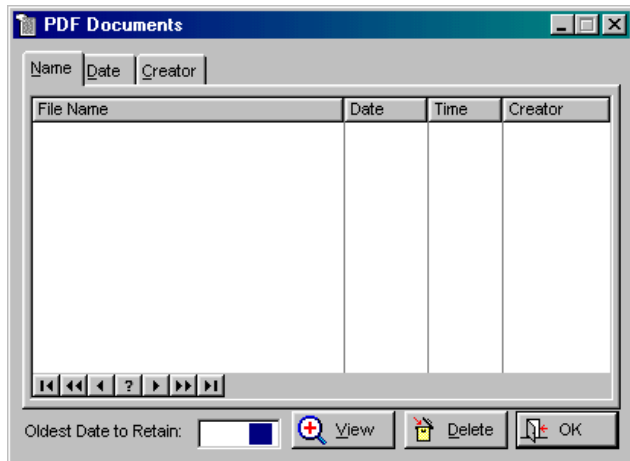 PDF Documents
Name Date Creator
File Name Date Time Creator
?
Oldest Date to Retain: View Delete OK